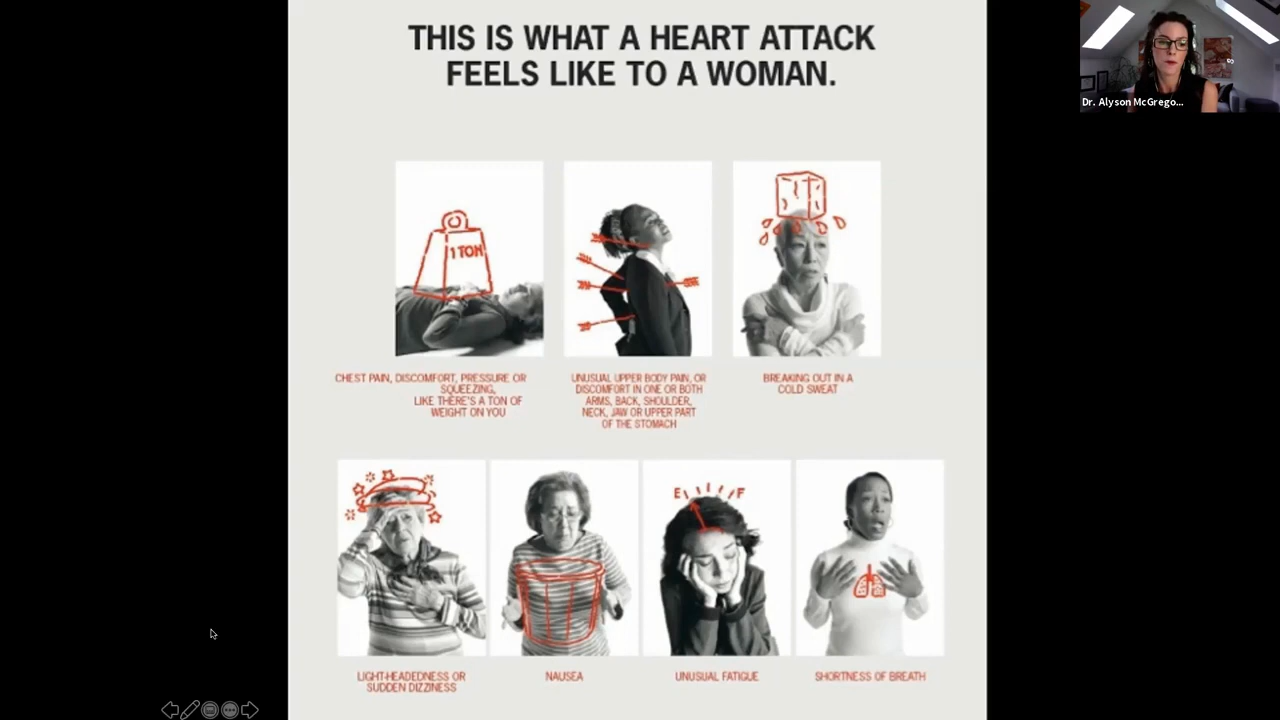 THIS IS WHAT A HEART ATTACK
FEELS LIKE TO A WOMAN.
Dr. Alyson McGrego...
1 TON
CHEST PAIN, DISCOMFORT, PRESSURE OR
SQUEEZING,
LIKE THERE'S A TON OF
WEIGHT ON YOU
UNUSUAL UPPER BODY PAIN, OR
DISCOMFORT IN ONE OR BOTH
ARMS, BACK, SHOULDER,
NECK, JAW OR UPPER PART
OF THE STOMACH
BREAKING OUT IN A
COLD SWEAT
E F
LIGHT-HEADEDNESS OR
SUDDEN DIZZINESS
NAUSEA
UNUSUAL FATIGUE
SHORTNESS OF BREATH